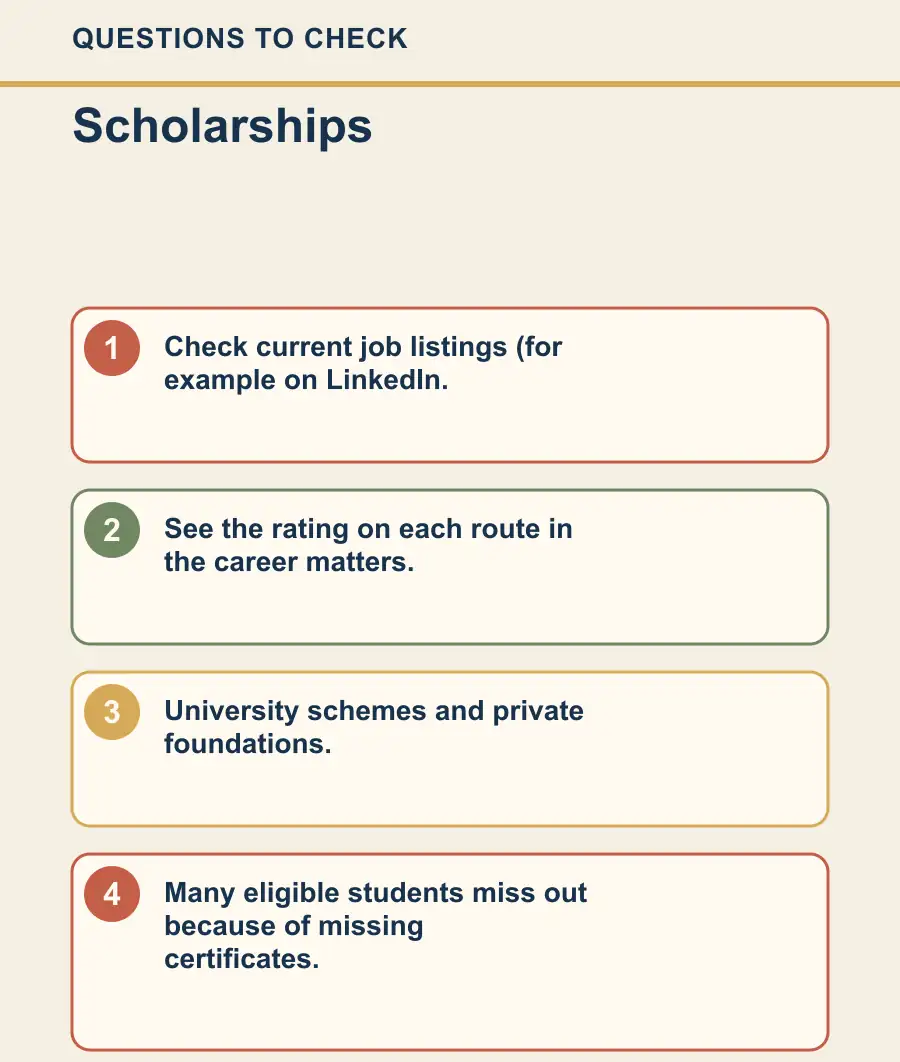 QUESTIONS TO CHECK
Scholarships
1
Check current job listings (for
example on LinkedIn.
2
See the rating on each route in
the career matters.
3
University schemes and private
foundations.
4
Many eligible students miss out
because of missing
certificates.